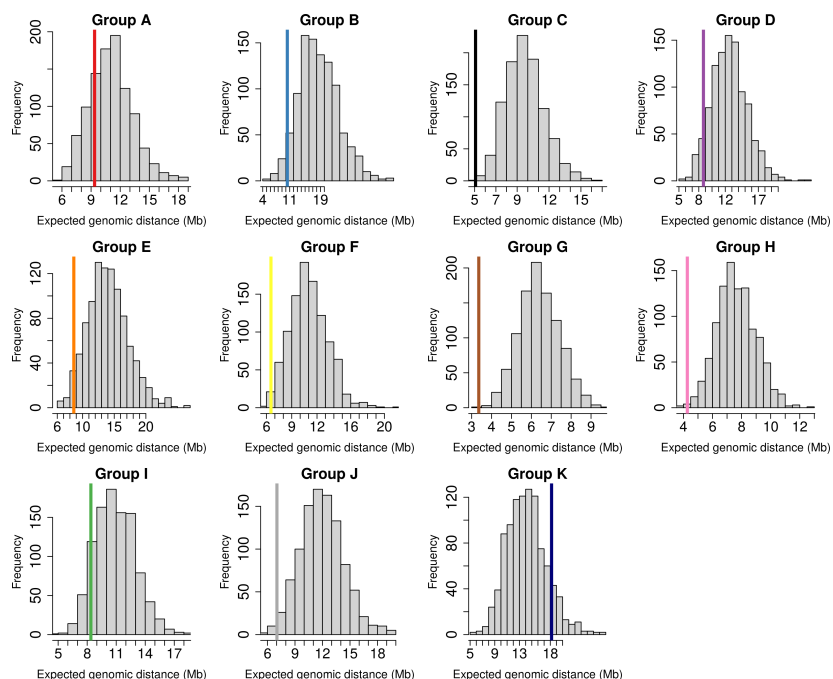 Group A
Frequency
0 50 100 200
6 9 12 15 18
Expected genomic distance (Mb)
Group B
Frequency
0 50 100 150
4 11 19
Expected genomic distance (Mb)
Group C
Frequency
0 50 150
5 7 9 12 15
Expected genomic distance (Mb)
Group D
Frequency
0 50 100 150
5 8 12 17
Expected genomic distance (Mb)
Group E
Frequency
0 40 80 120
6 10 15 20
Expected genomic distance (Mb)
Group F
Frequency
0 50 100 150
6 9 12 16 20
Expected genomic distance (Mb)
Group G
Frequency
0 50 100 200
3 4 5 6 7 8 9
Expected genomic distance (Mb)
Group H
Frequency
0 50 100 150
4 6 8 10 12
Expected genomic distance (Mb)
Group I
Frequency
0 50 100 150
5 8 11 14 17
Expected genomic distance (Mb)
Group J
Frequency
0 50 100 150
6 9 12 15 18
Expected genomic distance (Mb)
Group K
Frequency
0 40 80 120
5 9 13 18
Expected genomic distance (Mb)